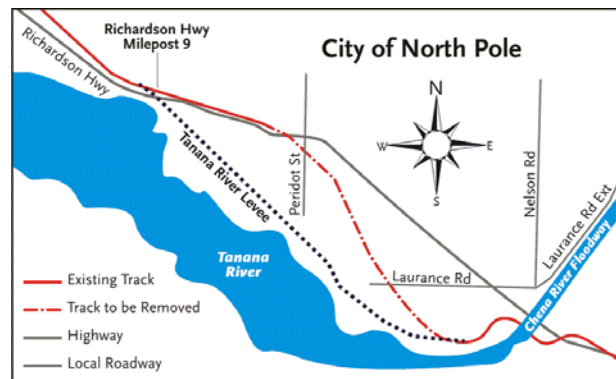 Richardson Hwy
Milepost 9
City of North Pole
Richardson Hwy
N
W
E
S
Tanana River Levee
Peridot St
Nelson Rd
Laurance Rd Ext
Chena River Floodway
Tanana
River
Laurance Rd
Existing Track
Track to be Removed
Highway
Local Roadway